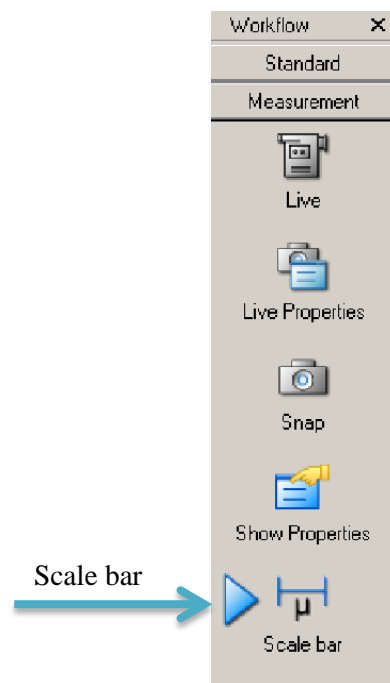 Workflow X
Standard
Measurement
Live
Live Properties
Snap
Show Properties
Scale bar
μ
Scale bar